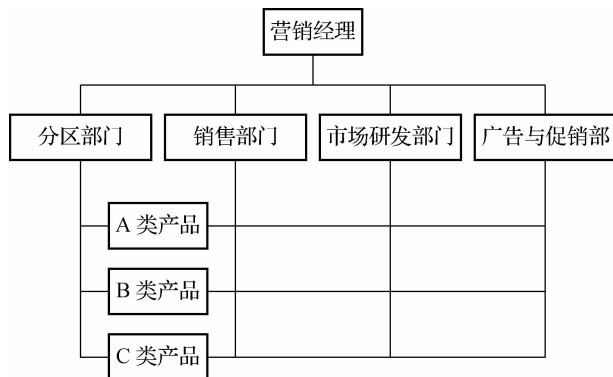 营销经理
分区部门
销售部门
市场研发部门
广告与促销部
A 类产品
B 类产品
C 类产品